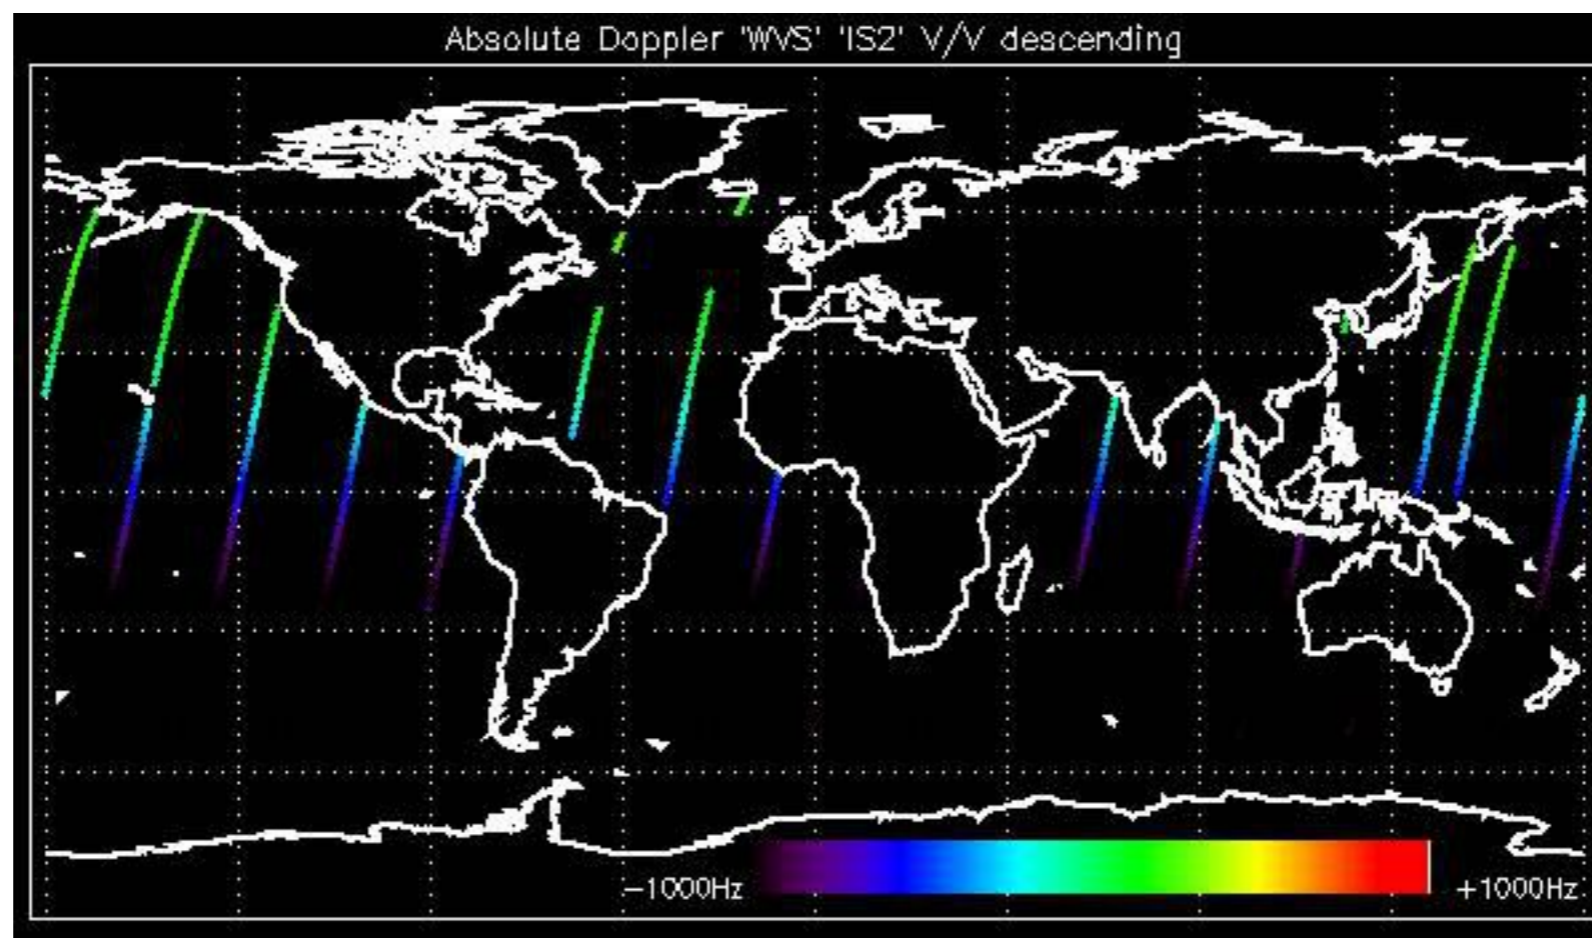 Absolute Doppler 'WVS' 'IS2' V/V descending
−1000Hz
+1000Hz